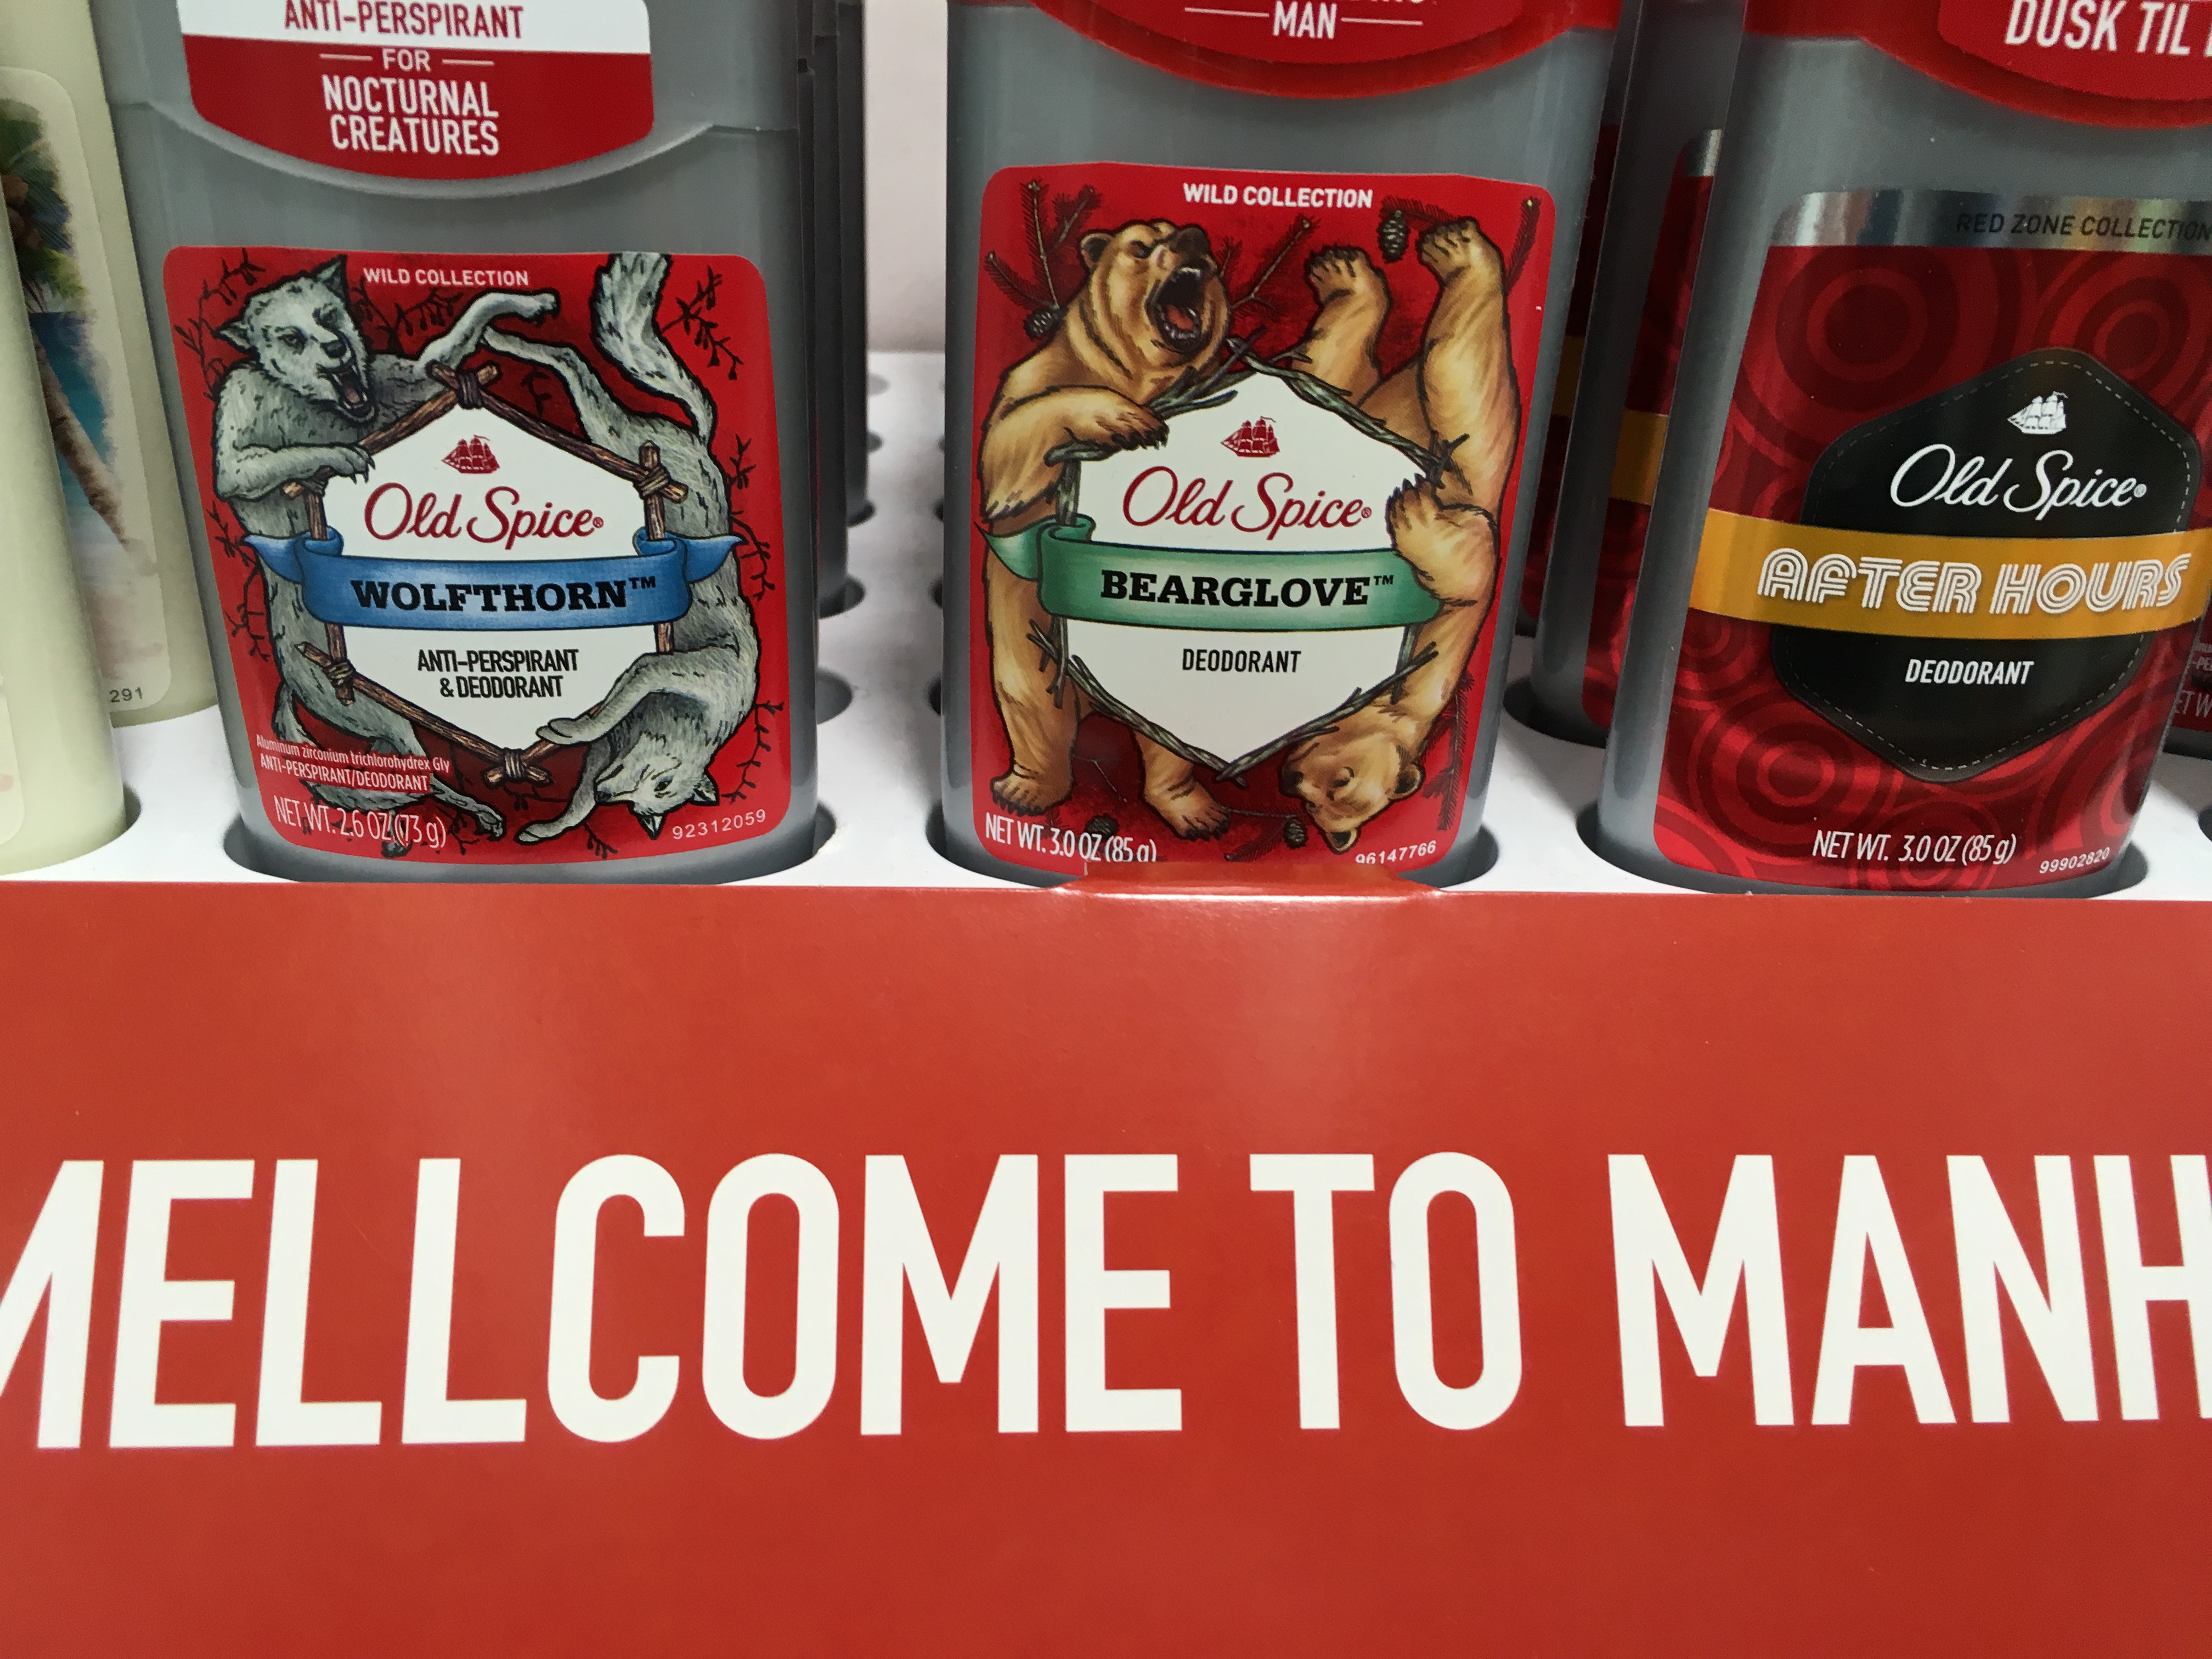 ANTI-PERSPIRANT
FOR
NOCTURNAL
CREATURES
WILD COLLECTION
Old Spice®
WOLFTHORN™
ANTI-PERSPIRANT
& DEODORANT
Aluminum zirconium trichlorohydrex Gly
ANTI-PERSPIRANT/DEODORANT
NET WT. 2.6 OZ (73 g)
92312059
291
MAN
WILD COLLECTION
Old Spice®
BEARGLOVE™
DEODORANT
NET WT. 3.0 OZ (85 g)
96147766
DUSK TIL
RED ZONE COLLECTION
Old Spice®
AFTER HOURS
DEODORANT
NET WT. 3.0 OZ (85 g)
99902820
MELLCOME TO MANH